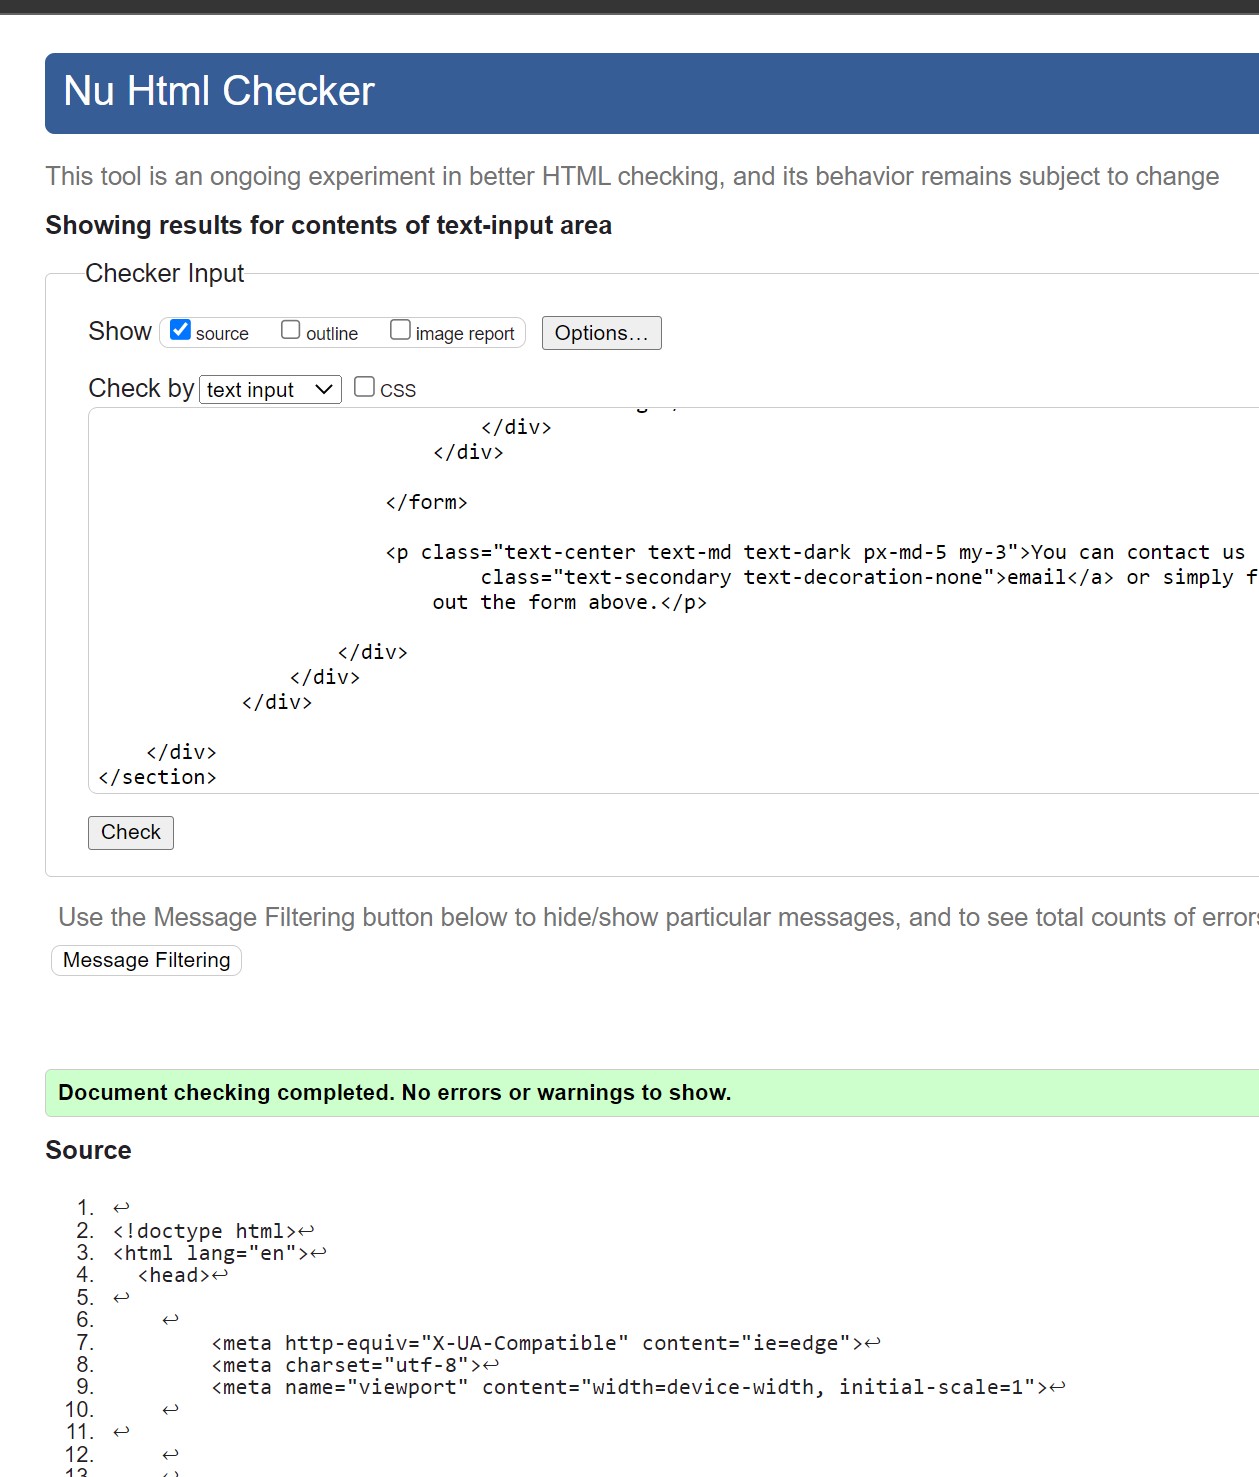 Nu Html Checker
This tool is an ongoing experiment in better HTML checking, and its behavior remains subject to change
Showing results for contents of text-input area
Checker Input
Show source outline image report Options...
Check by text input CSS
</div>
</div>
</form>
<p class="text-center text-md text-dark px-md-5 my-3">You can contact us
class="text-secondary text-decoration-none">email</a> or simply f
out the form above.</p>
</div>
</div>
</div>
</div>
</section>
Check
Use the Message Filtering button below to hide/show particular messages, and to see total counts of errors
Message Filtering
Document checking completed. No errors or warnings to show.
Source
1. ↩
2. <!doctype html>↩
3. <html lang="en">↩
4. <head>↩
5. ↩
6. ↩
7. <meta http-equiv="X-UA-Compatible" content="ie=edge">↩
8. <meta charset="utf-8">↩
9. <meta name="viewport" content="width=device-width, initial-scale=1">↩
10. ↩
11. ↩
12. ↩
13. ↩